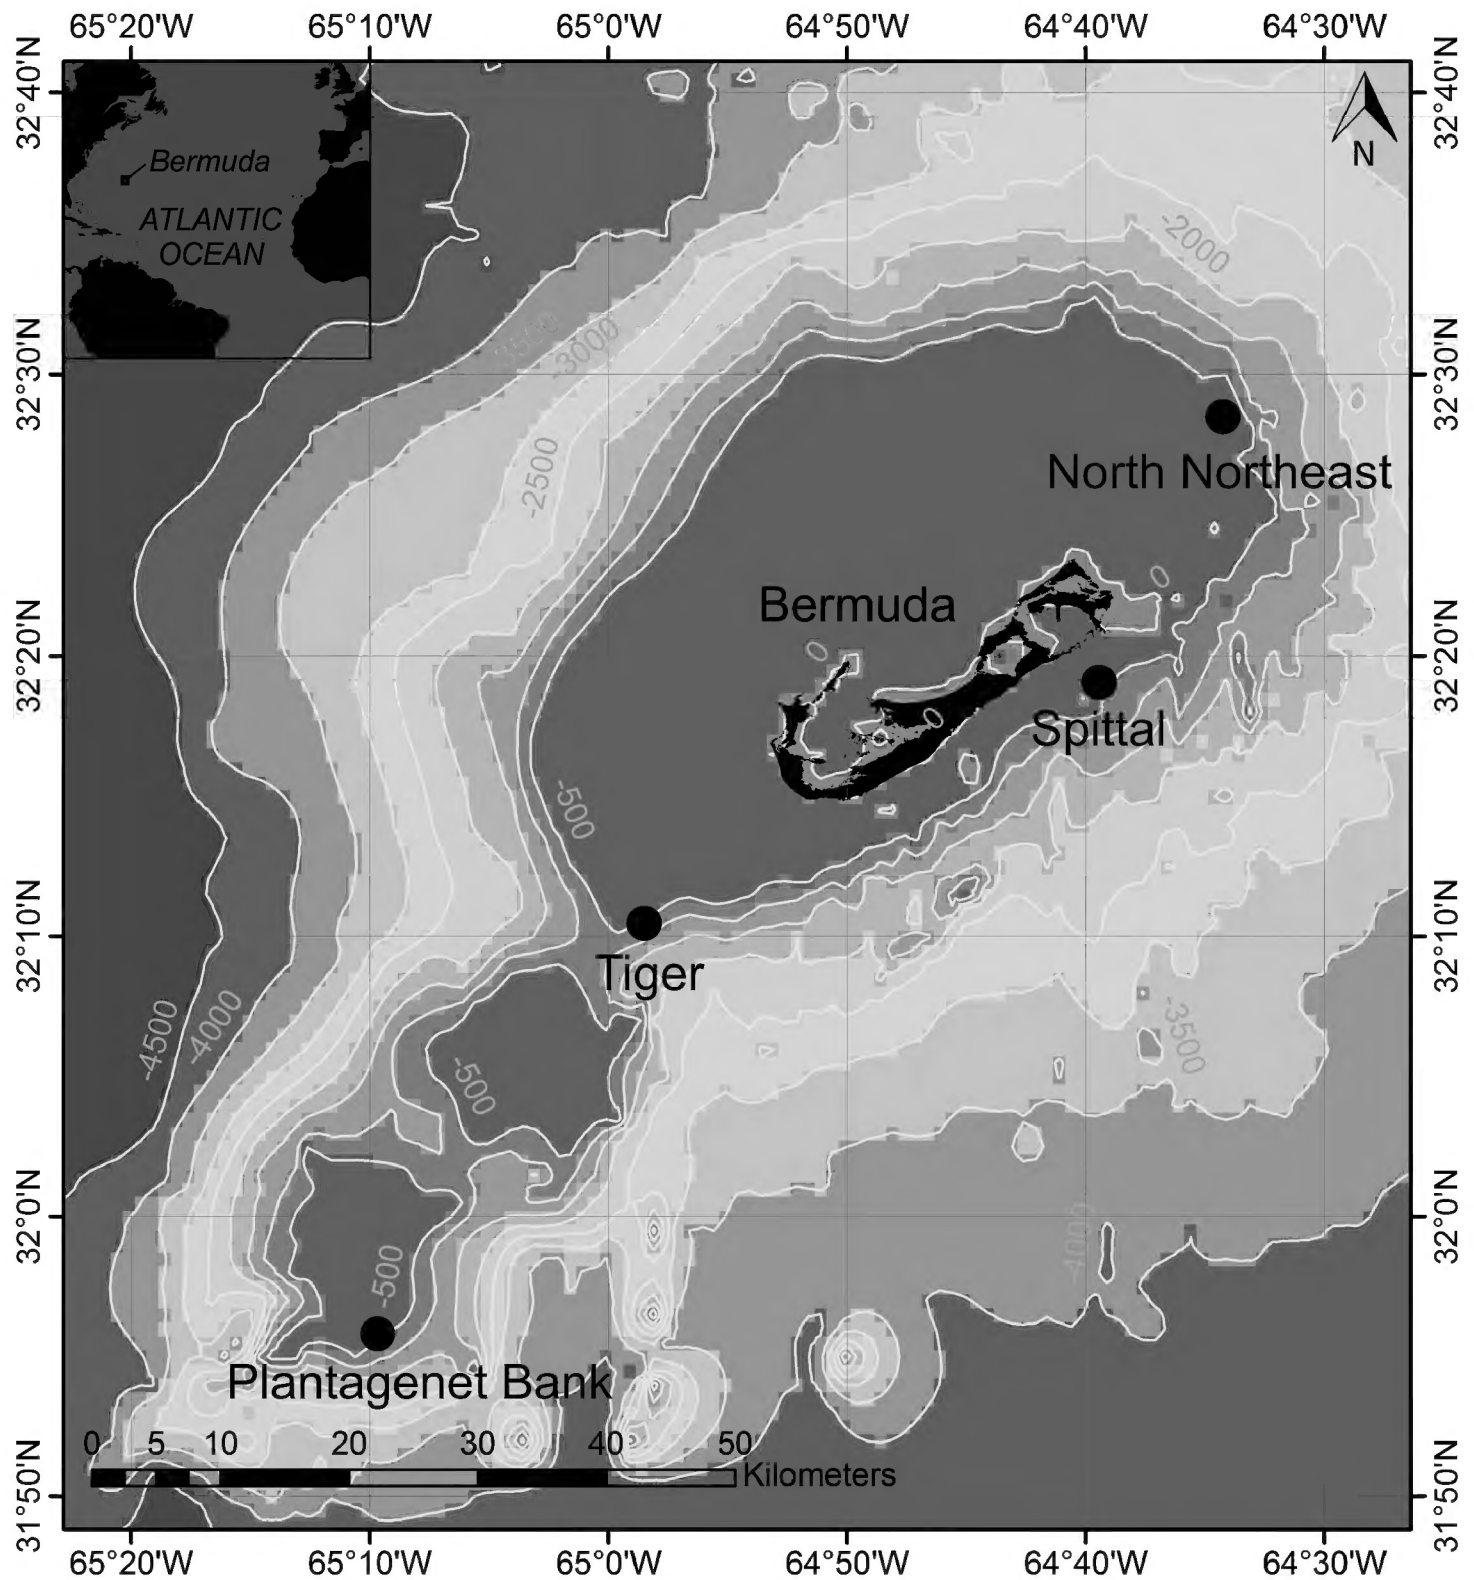 65°20'W 65°10'W 65°0'W 64°50'W 64°40'W 64°30'W
32°40'N 32°40'N
N
Bermuda
ATLANTIC
OCEAN
-2000
3500
-3000
32°30'N 32°30'N
-2500
North Northeast
Bermuda
0
0
0
32°20'N 32°20'N
Spittal
-500
32°10'N 32°10'N
Tiger
-4500
-4000
-500
-3500
32°0'N 32°0'N
-4000
-500
Plantagenet Bank
0 5 10 20 30 40 50
Kilometers
31°50'N 31°50'N
65°20'W 65°10'W 65°0'W 64°50'W 64°40'W 64°30'W